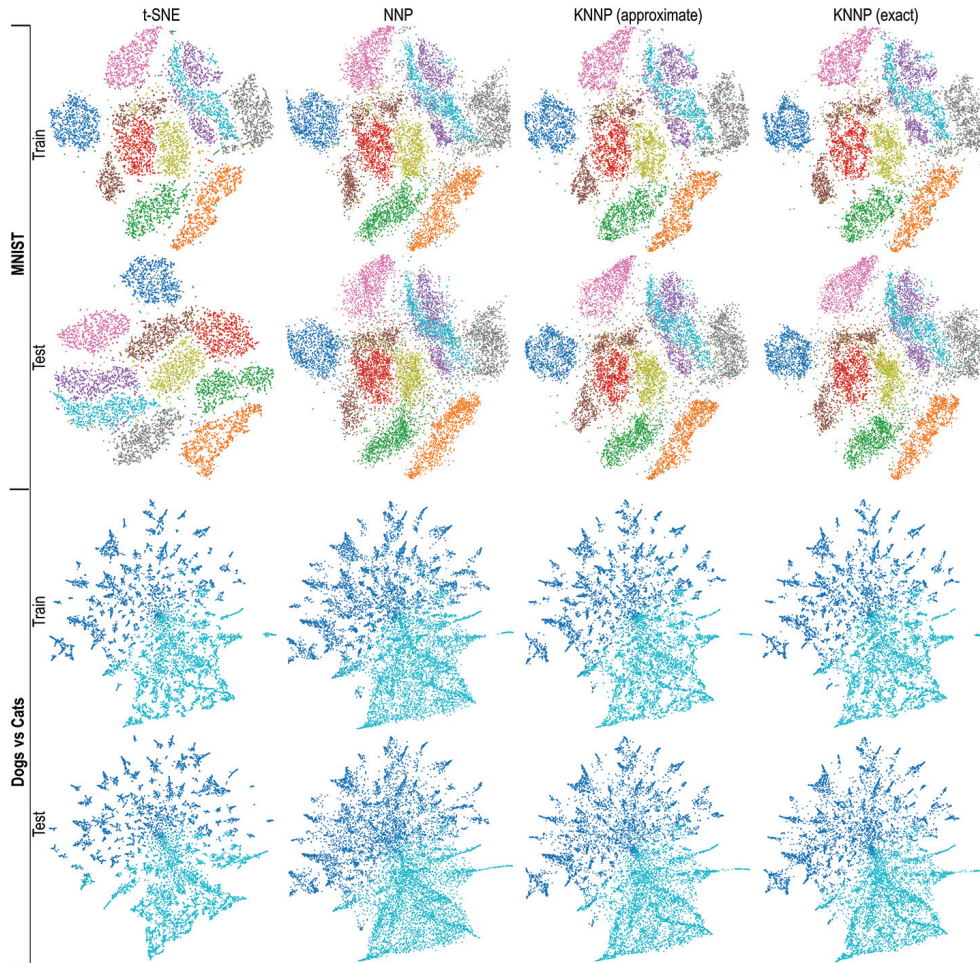 t-SNE NNP KNNP (approximate) KNNP (exact)
MNIST
Train
Test
Dogs vs Cats
Train
Test